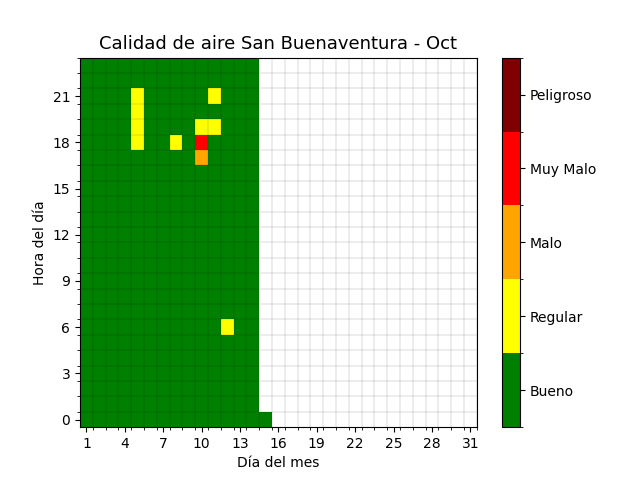 Calidad de aire San Buenaventura - Oct
Hora del día
21
18
15
12
9
6
3
0
1 4 7 10 13 16 19 22 25 28 31
Día del mes
Peligroso
Muy Malo
Malo
Regular
Bueno